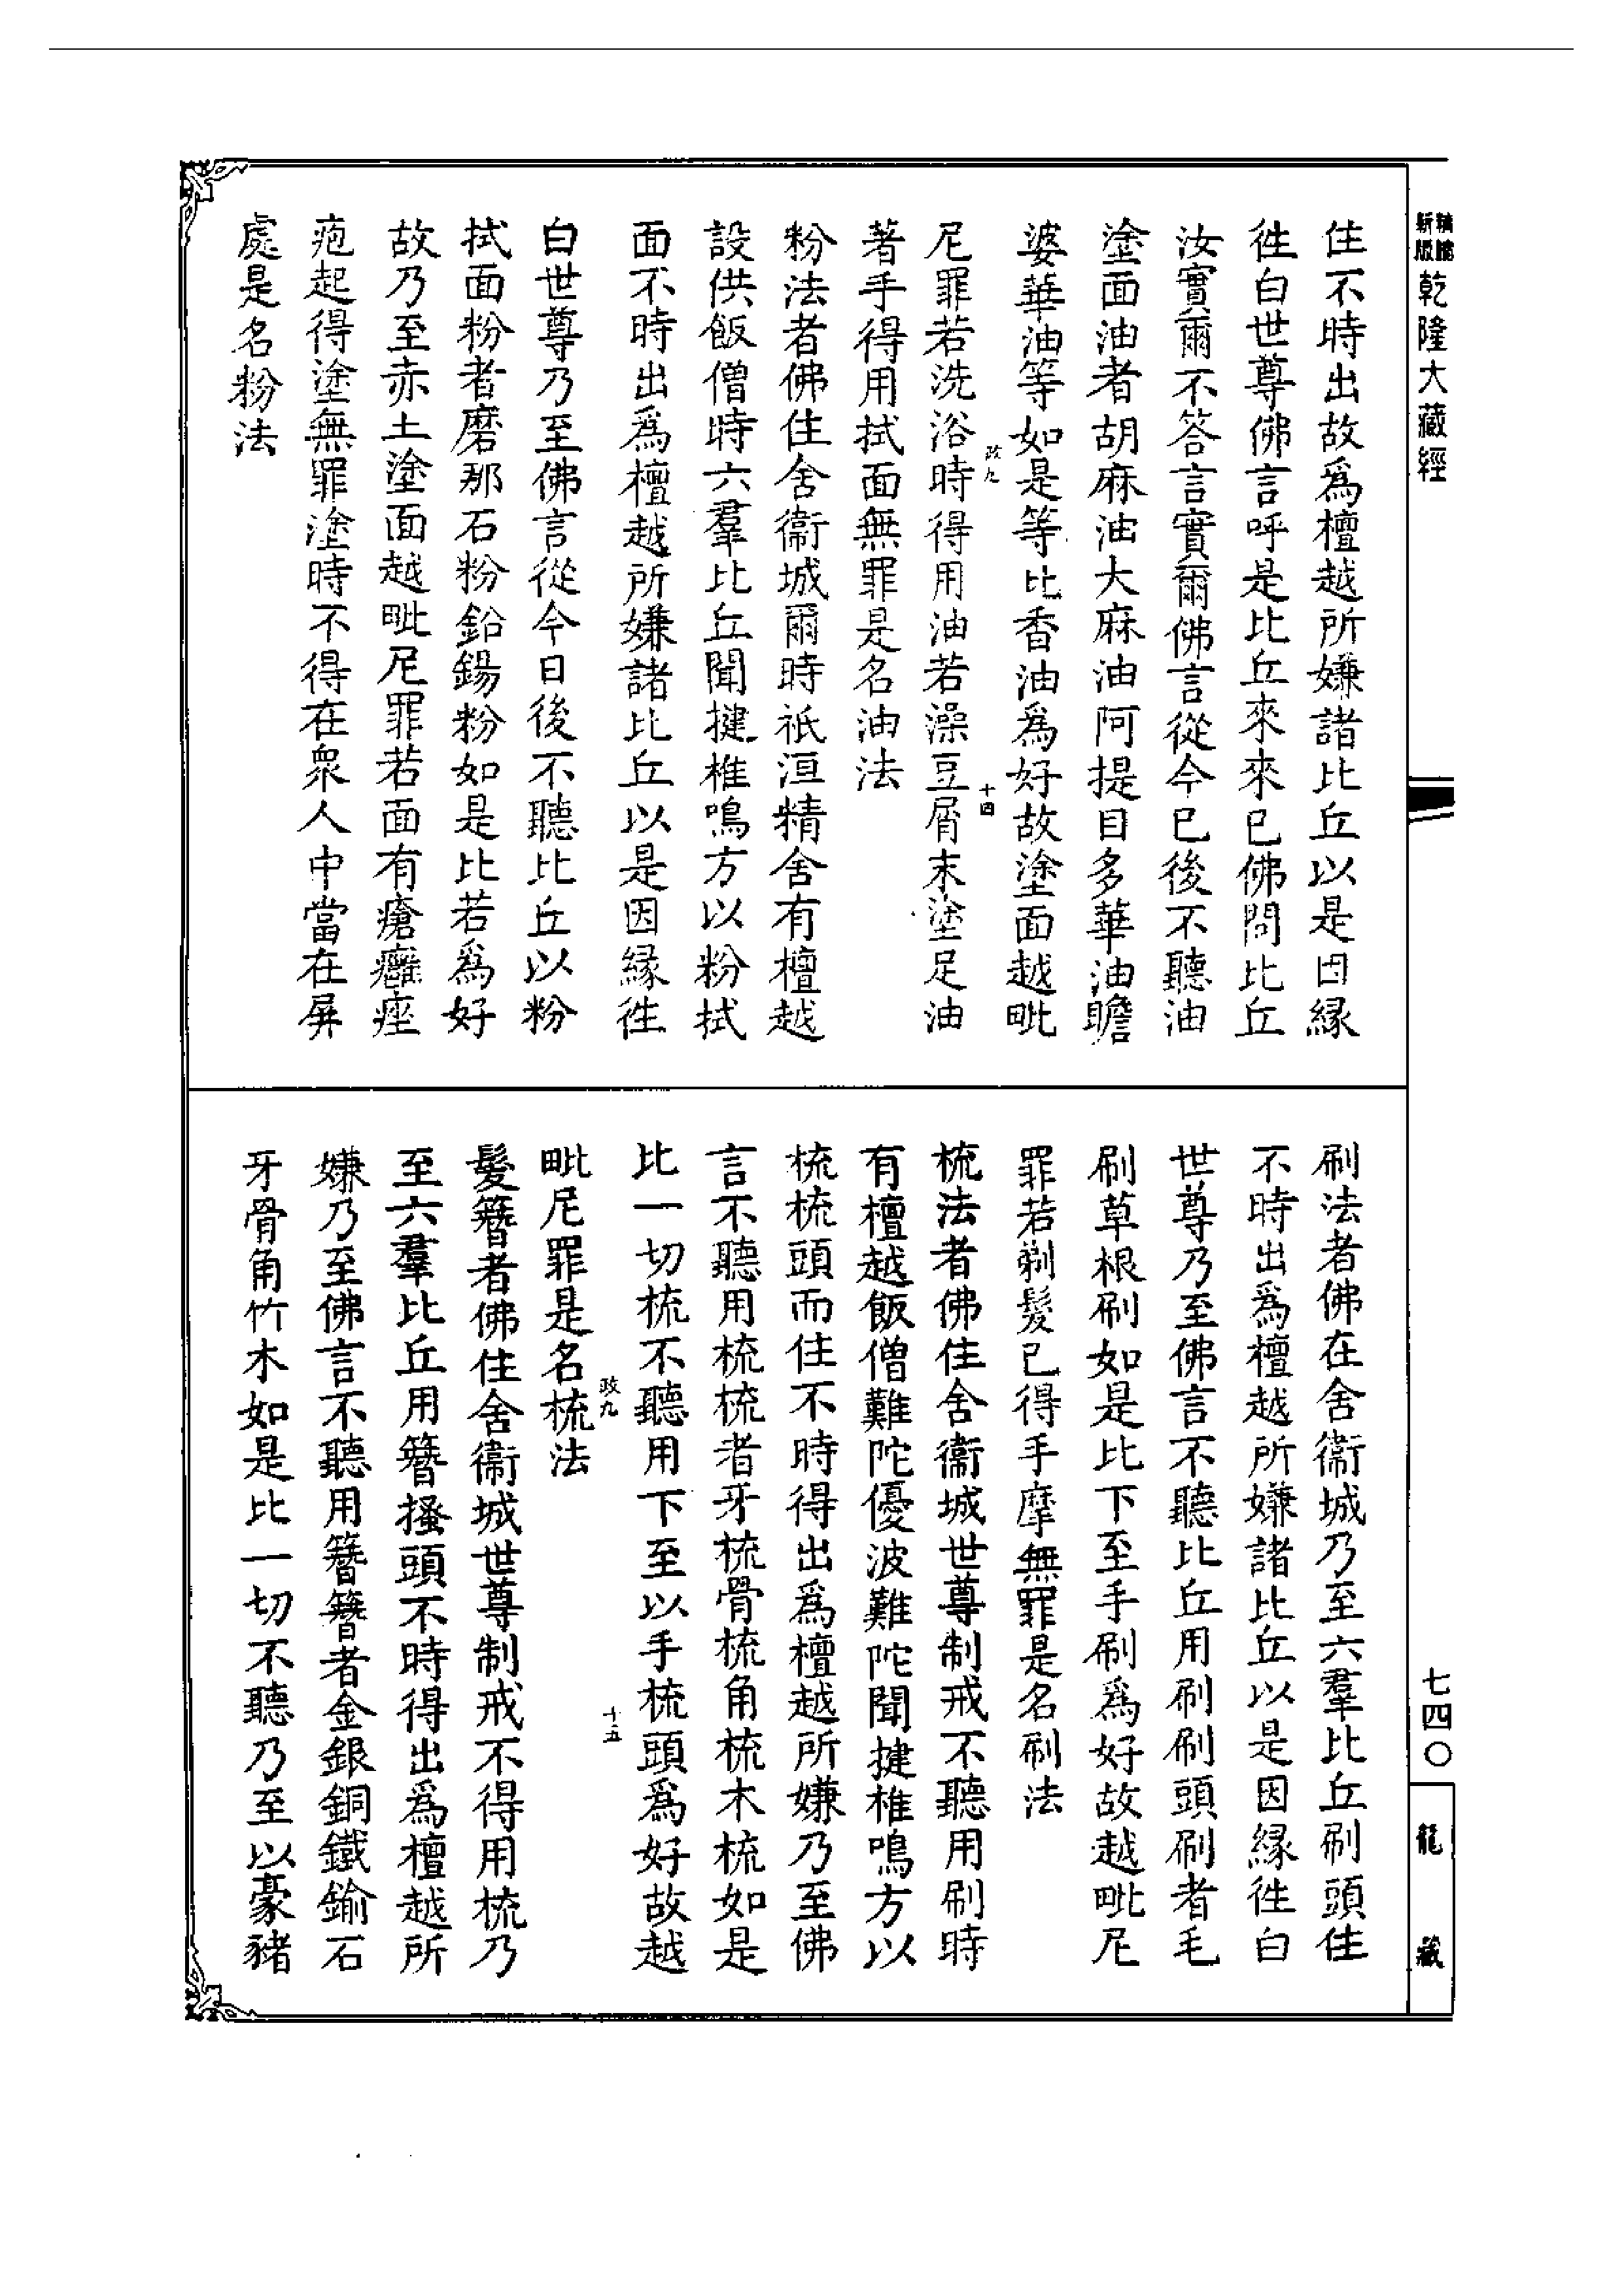 新版 精縮 乾隆大藏經
住不時出故爲檀越所嫌諸比丘以是因緣
徃白世尊佛言呼是比丘來來已佛問比丘
汝實爾不答言實爾佛言從今已後不聽油
塗面油者胡麻油大麻油阿提目多華油瞻
婆華油等如是等比香油爲好故塗面越毗
尼罪若洗浴時得用油若澡豆屑末塗足油
政九
十四
著手得用拭面無罪是名油法
粉法者佛住舍衞城爾時祇洹精舍有檀越
設供飯僧時六羣比丘聞揵椎鳴方以粉拭
面不時出爲檀越所嫌諸比丘以是因緣徃
白世尊乃至佛言從今日後不聽比丘以粉
拭面粉者磨那石粉鉛錫粉如是比若爲好
故乃至赤土塗面越毗尼罪若面有瘡癰痤
疱起得塗無罪塗時不得在衆人中當在屏
處是名粉法
刷法者佛在舍衞城乃至六羣比丘刷頭住
不時出爲檀越所嫌諸比丘以是因緣徃白
世尊乃至佛言不聽比丘用刷刷頭刷者毛
刷草根刷如是比下至手刷爲好故越毗尼
罪若剃髮已得手摩無罪是名刷法
梳法者佛住舍衞城世尊制戒不聽用刷時
有檀越飯僧難陀優波難陀聞揵椎鳴方以
梳梳頭而住不時得出爲檀越所嫌乃至佛
言不聽用梳梳者牙梳骨梳角梳木梳如是
比一切梳不聽用下至以手梳頭爲好故越
政九
十五
毗尼罪是名梳法
髮簪者佛住舍衞城世尊制戒不得用梳乃
至六羣比丘用簪搔頭不時得出爲檀越所
嫌乃至佛言不聽用簪簪者金銀銅鐵鍮石
牙骨角竹木如是比一切不聽乃至以豪豬
七四〇
龍藏